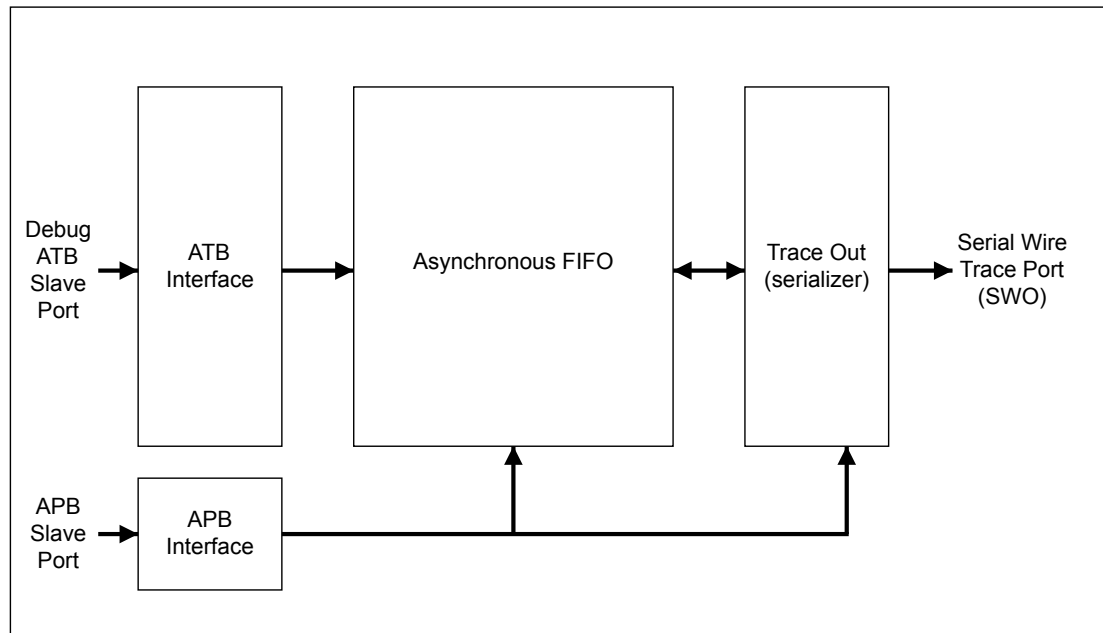 Debug
ATB
Slave
Port
ATB
Interface
Asynchronous FIFO
Trace Out
(serializer)
Serial Wire
Trace Port
(SWO)
APB
Slave
Port
APB
Interface